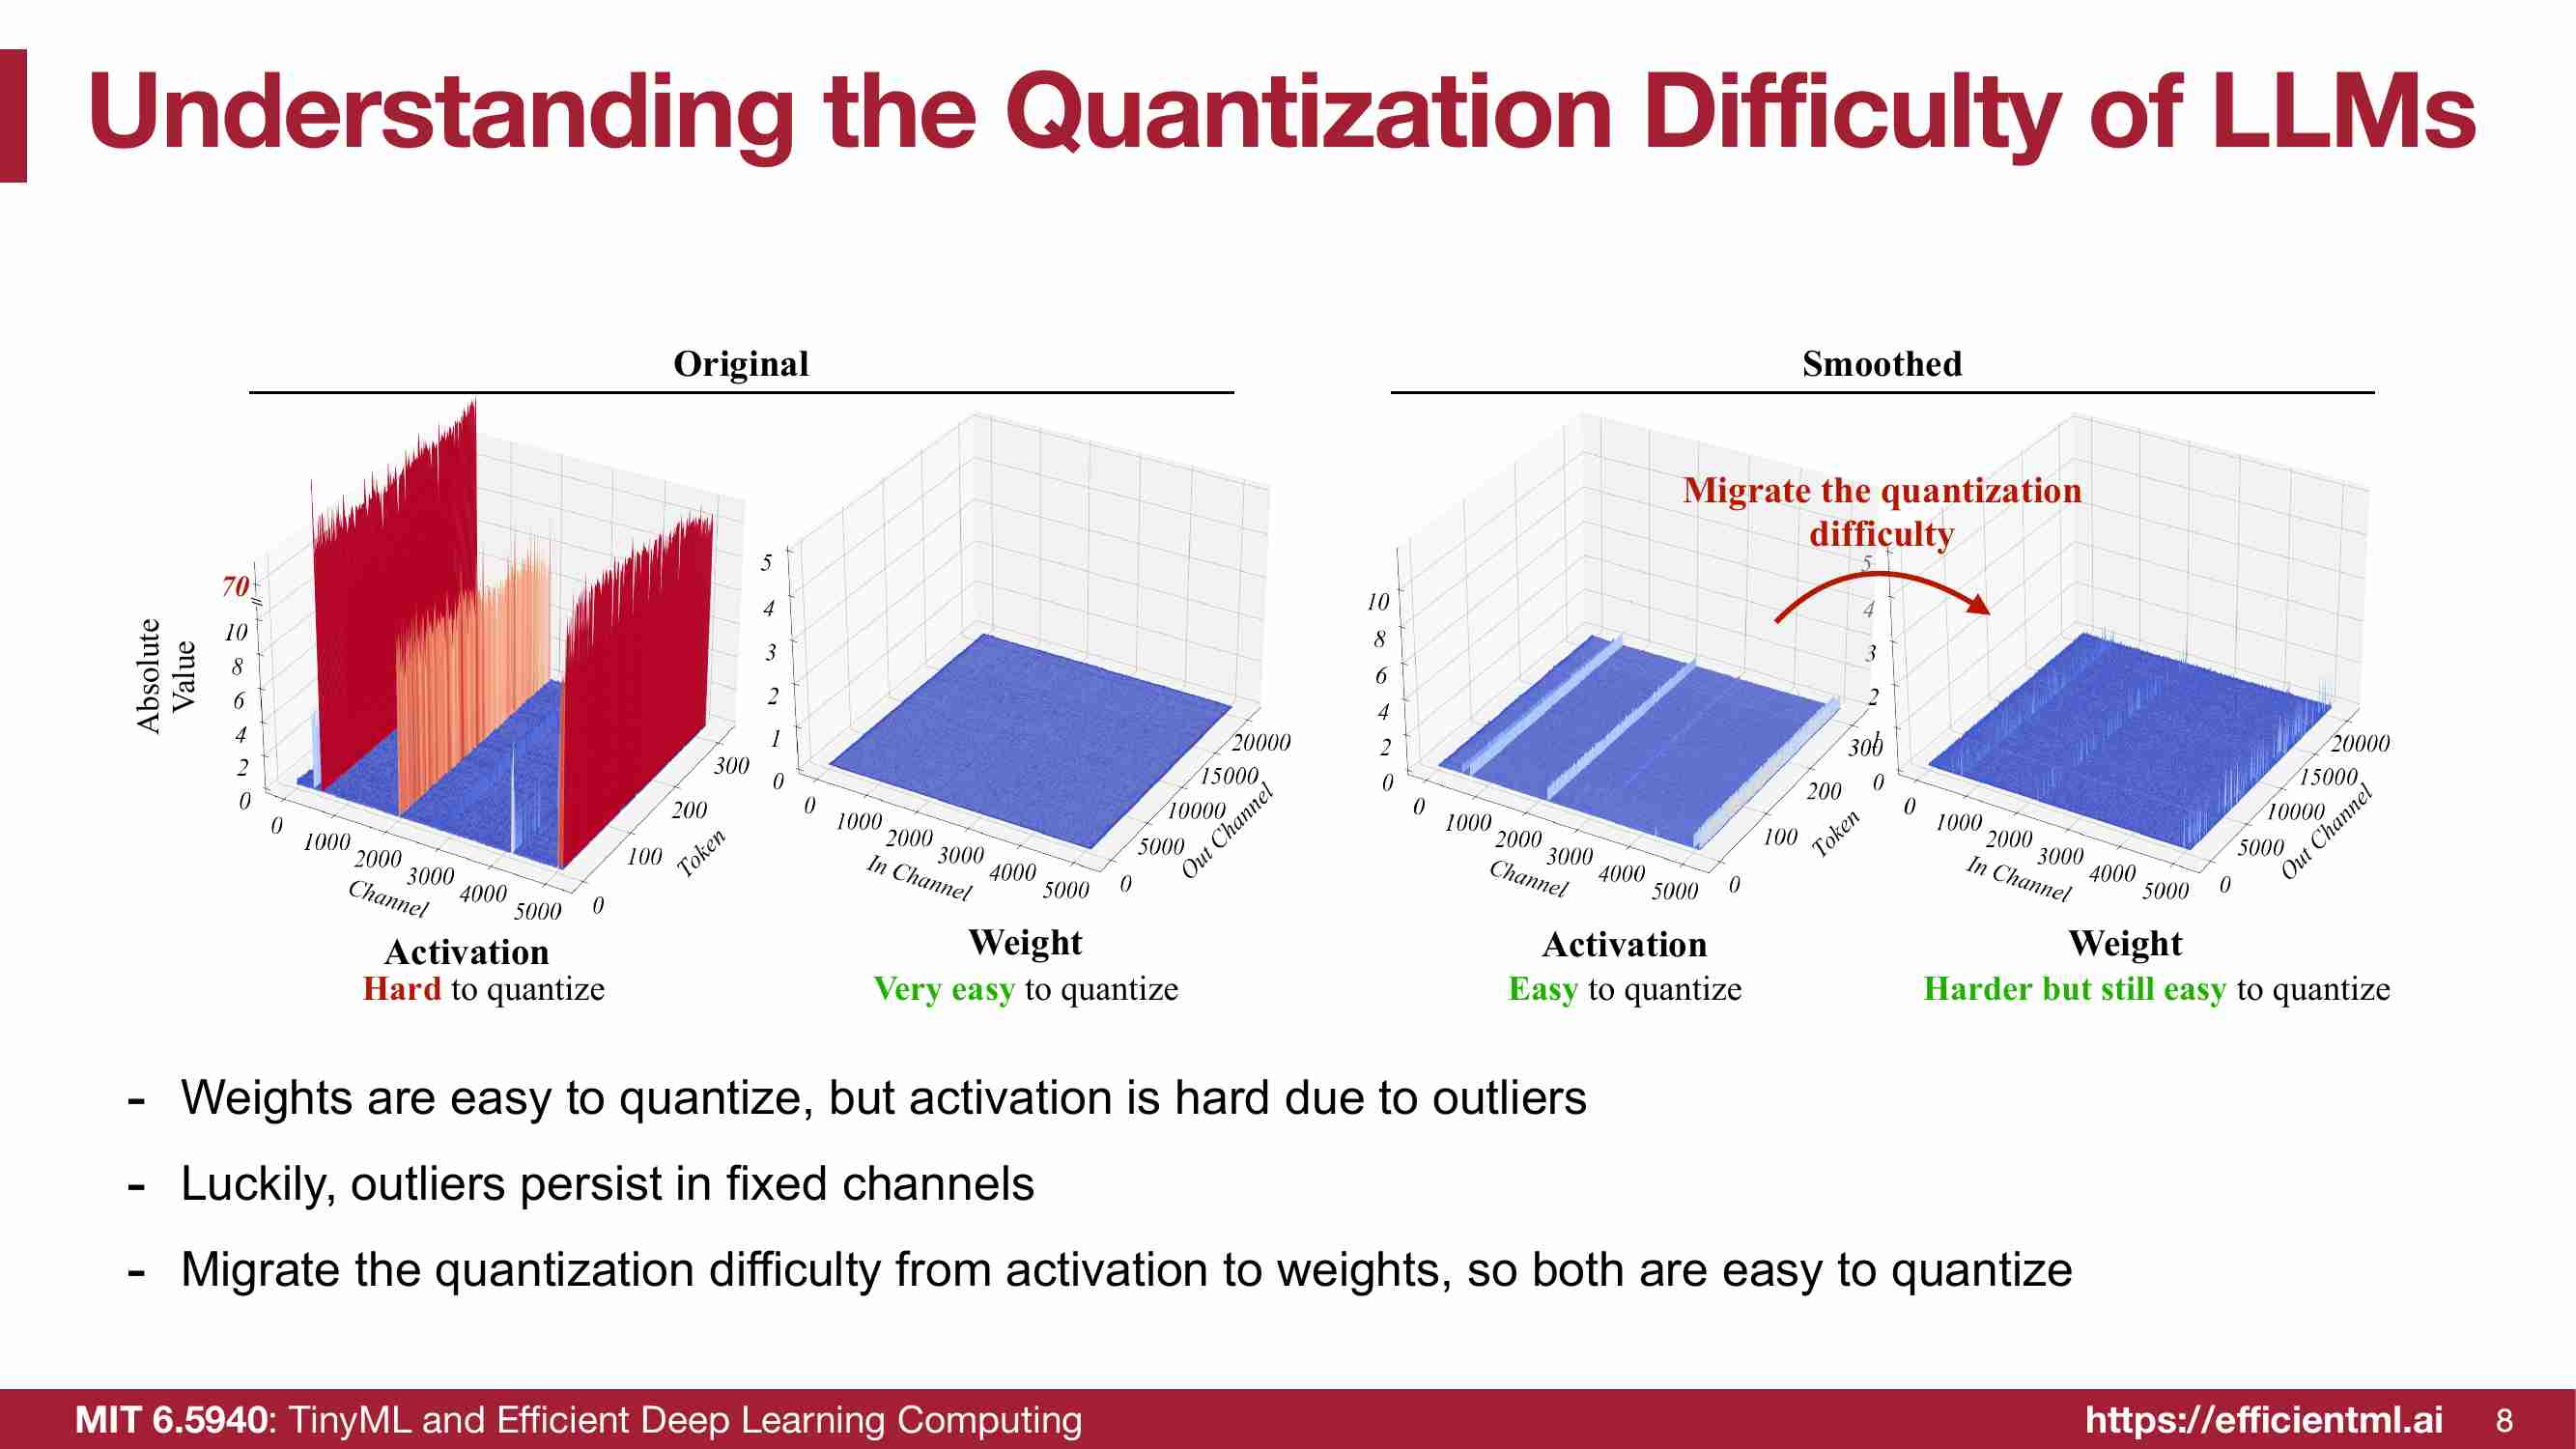 Understanding the Quantization Difficulty of LLMs
Original
Absolute
Value
70
10
8
6
4
2
0
0
1000
2000
3000
4000
5000
Channel
0
100
200
300
Token
Activation
Hard to quantize
5
4
3
2
1
0
0
1000
2000
3000
4000
5000
In Channel
0
5000
10000
15000
20000
Out Channel
Weight
Very easy to quantize
Smoothed
Migrate the quantization
difficulty
10
8
6
4
2
0
0
1000
2000
3000
4000
5000
Channel
0
100
200
300
Token
Activation
Easy to quantize
5
4
3
2
1
0
0
1000
2000
3000
4000
5000
In Channel
0
5000
10000
15000
20000
Out Channel
Weight
Harder but still easy to quantize
- Weights are easy to quantize, but activation is hard due to outliers
- Luckily, outliers persist in fixed channels
- Migrate the quantization difficulty from activation to weights, so both are easy to quantize
MIT 6.5940: TinyML and Efficient Deep Learning Computing
https://efficientml.ai
8